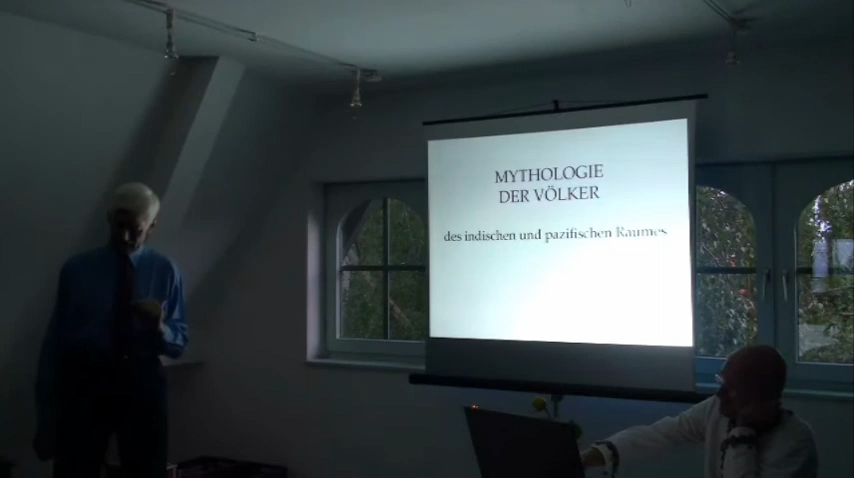 MYTHOLOGIE
DER VÖLKER
des indischen und pazifischen Raumes